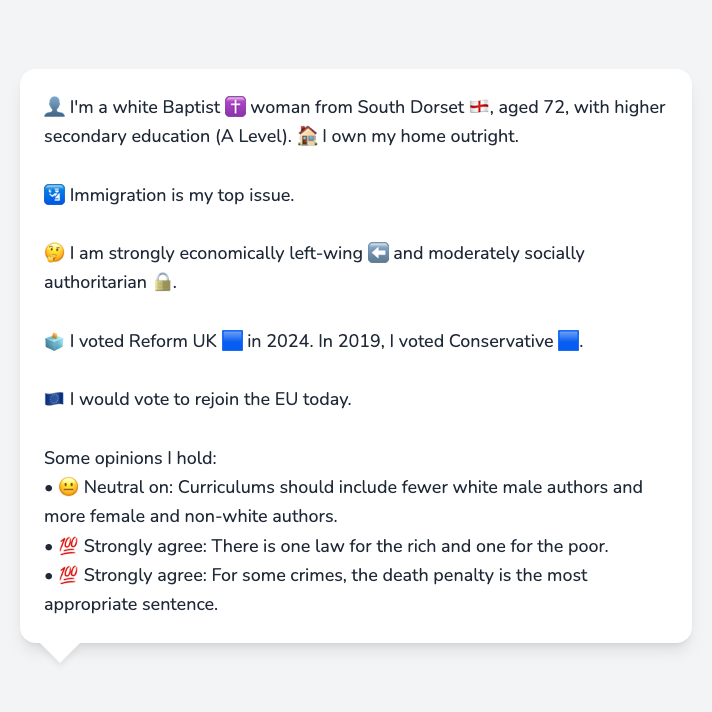 👤 I'm a white Baptist ✝️ woman from South Dorset 🏴󠁧󠁢󠁥󠁮󠁧󠁿, aged 72, with higher
secondary education (A Level). 🏠 I own my home outright.
🛂 Immigration is my top issue.
🤔 I am strongly economically left-wing ⬅️ and moderately socially
authoritarian 🔒.
🗳️ I voted Reform UK 🟦 in 2024. In 2019, I voted Conservative 🟦.
🇪🇺 I would vote to rejoin the EU today.
Some opinions I hold:
• 😐 Neutral on: Curriculums should include fewer white male authors and
more female and non-white authors.
• 💯 Strongly agree: There is one law for the rich and one for the poor.
• 💯 Strongly agree: For some crimes, the death penalty is the most
appropriate sentence.